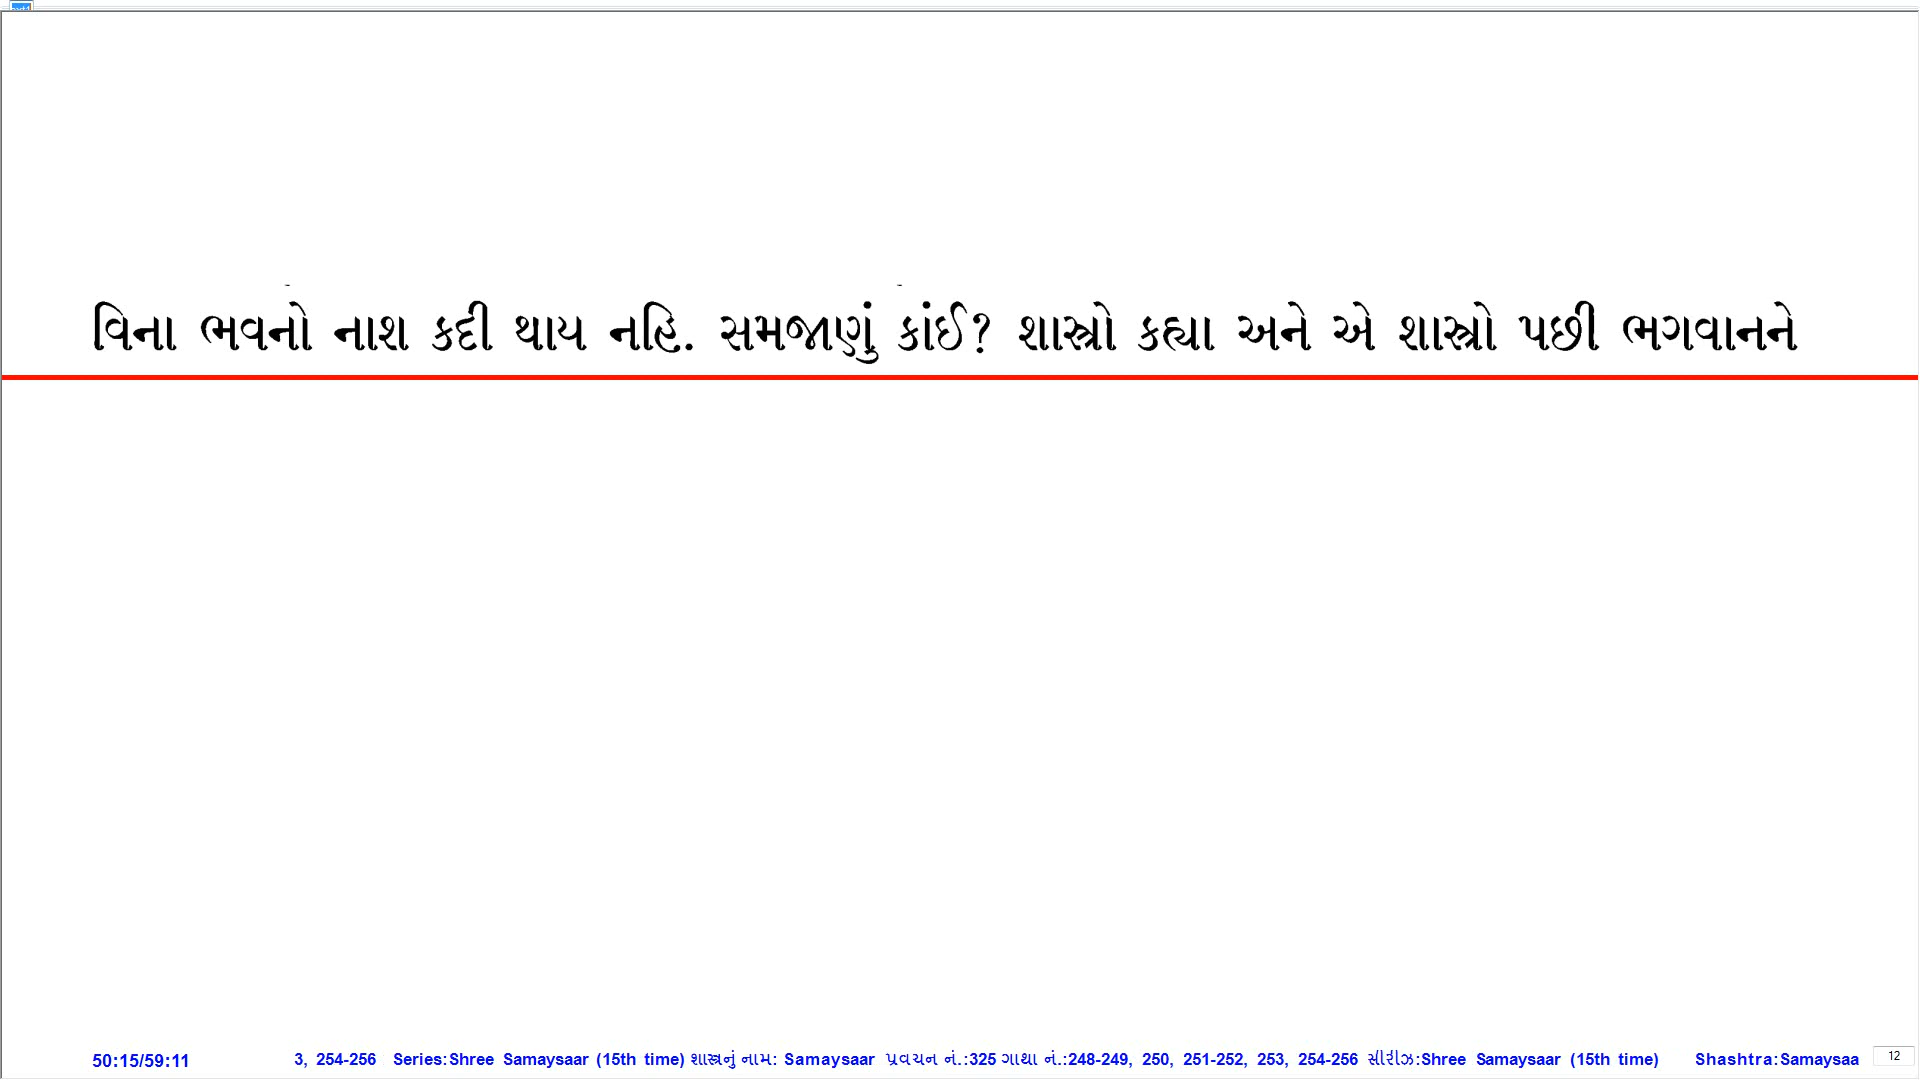 વિના ભવનો નાશ કદી થાય નહિ. સમજાણું કાંઈ? શાસ્ત્રો કહ્યા અને એ શાસ્ત્રો પછી ભગવાનને
50:15/59:11 3, 254-256 Series:Shree Samaysaar (15th time) શાસ્ત્રનું નામ: Samaysaar પ્રવચન નં.:325 ગાથા નં.:248-249, 250, 251-252, 253, 254-256 સીરીઝ:Shree Samaysaar (15th time) Shashtra:Samaysaa 12